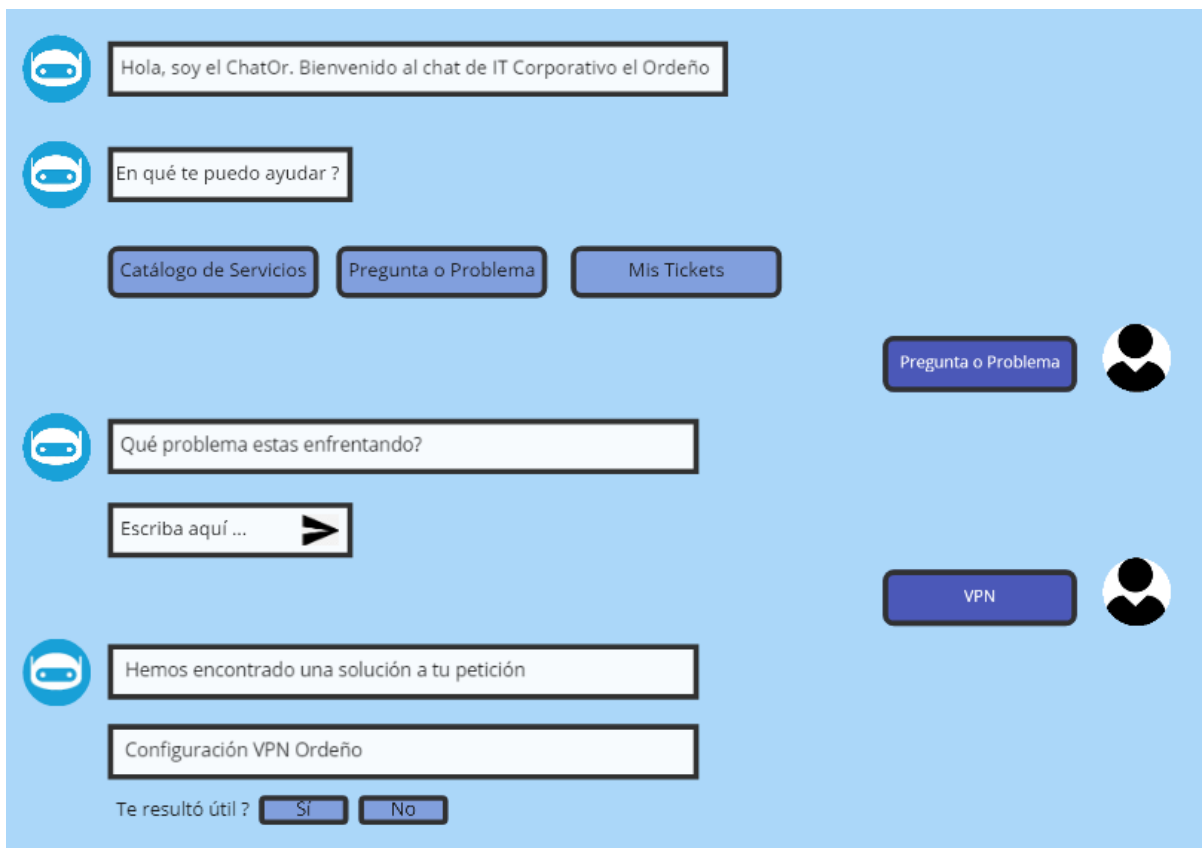 Hola, soy el ChatOr. Bienvenido al chat de IT Corporativo el Ordeño
En qué te puedo ayudar ?
Catálogo de Servicios
Pregunta o Problema
Mis Tickets
Pregunta o Problema
Qué problema estas enfrentando?
Escriba aquí ...
VPN
Hemos encontrado una solución a tu petición
Configuración VPN Ordeño
Te resultó útil ? Sí No